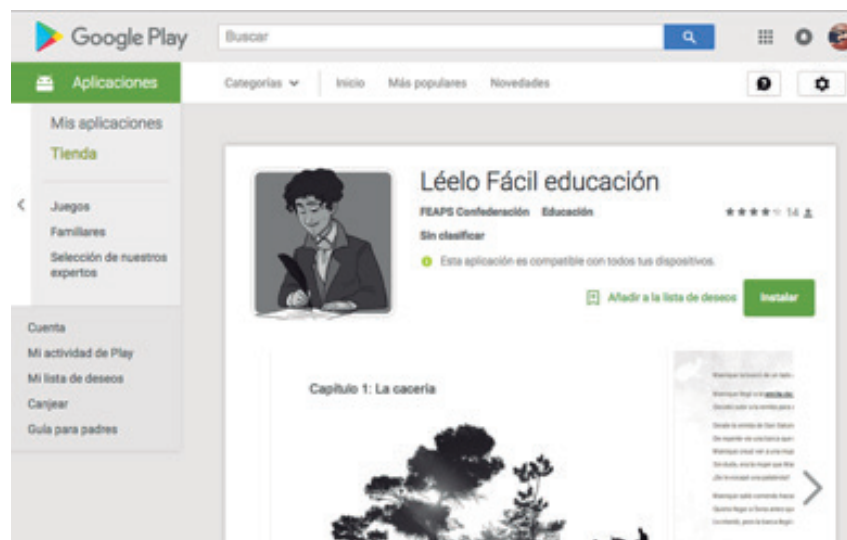 Google Play
Buscar
Aplicaciones
Categorías
Inicio
Más populares
Novedades
Mis aplicaciones
Tienda
Juegos
Familiares
Selección de nuestros
expertos
Cuenta
Mi actividad de Play
Mi lista de deseos
Canjear
Guía para padres
Léelo Fácil educación
FEAPS Confederación Educación
14
Sin clasificar
Esta aplicación es compatible con todos tus dispositivos.
Añadir a la lista de deseos
Instalar
Capítulo 1: La cacería